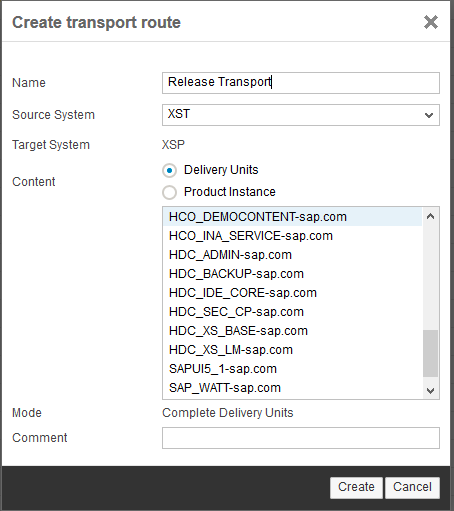 Create transport route
Name Release Transport
Source System XST
Target System XSP
Content Delivery Units
Product Instance
HCO_DEMOCONTENT-sap.com
HCO_INA_SERVICE-sap.com
HDC_ADMIN-sap.com
HDC_BACKUP-sap.com
HDC_IDE_CORE-sap.com
HDC_SEC_CP-sap.com
HDC_XS_BASE-sap.com
HDC_XS_LM-sap.com
SAPUI5_1-sap.com
SAP_WATT-sap.com
Mode Complete Delivery Units
Comment
Create Cancel